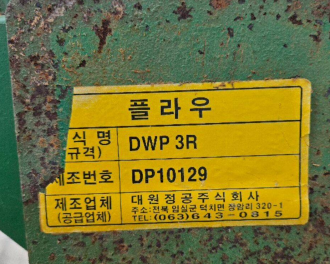 플라우
식 명
규격)
DWP 3R
제조번호
DP10129
제조업체
(공급업체)
대원정공주식회사
주소:전북 임실군 덕치면 장암리 320-1
TEL:(063)643-0815